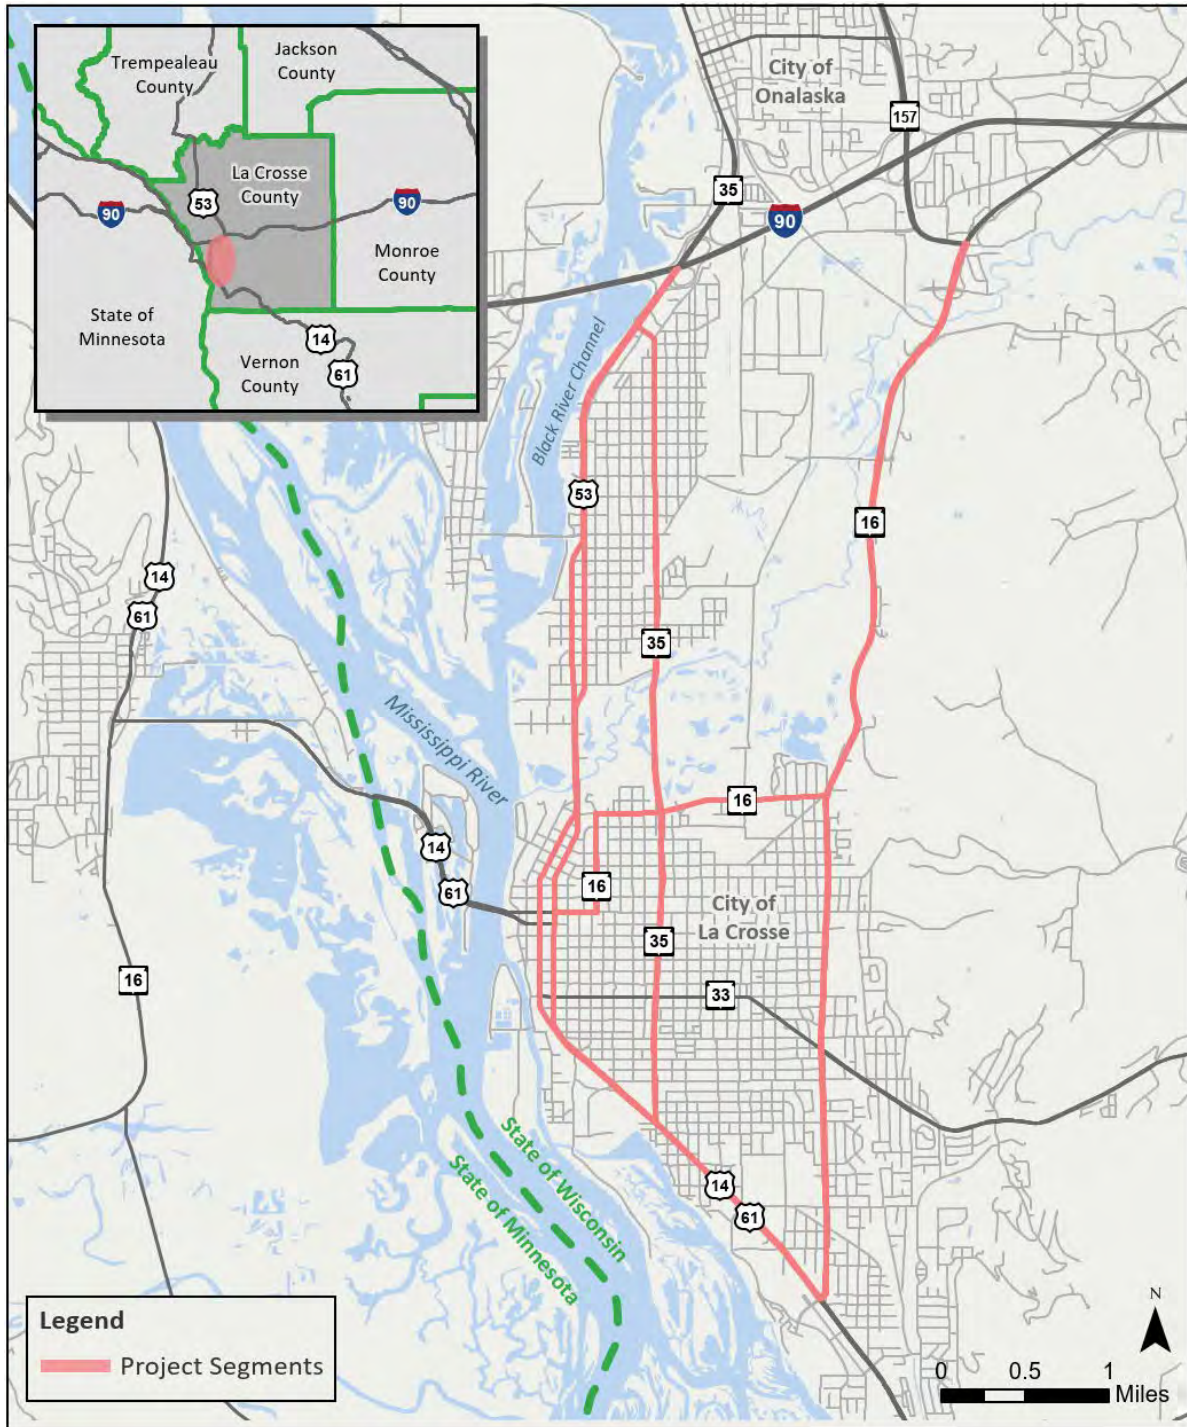 Trempealeau
County
Jackson
County
La Crosse
County
53
90
90
Monroe
County
State of
Minnesota
14
Vernon
County
61
City of
Onalaska
157
35
90
Black River Channel
53
16
14
61
35
Mississippi River
16
14
61
16
City of
La Crosse
35
16
33
State of Wisconsin
State of Minnesota
14
61
Legend
Project Segments
N
0 0.5 1
Miles